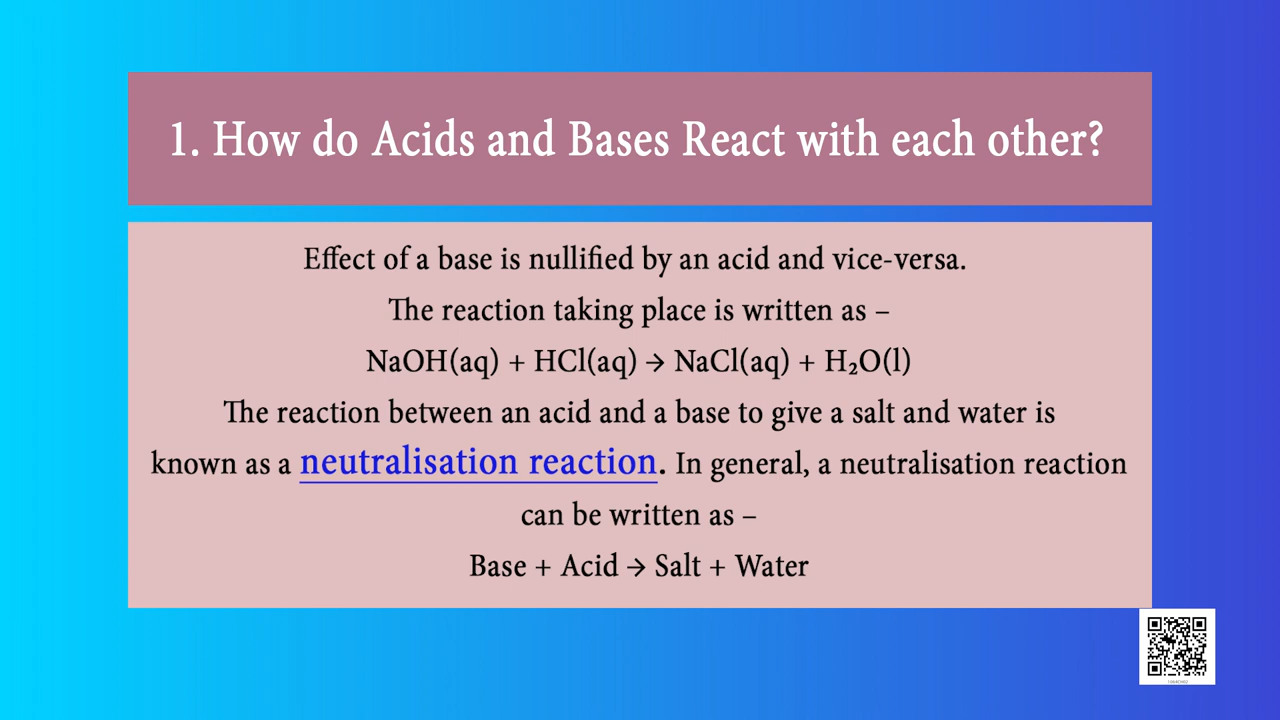 1. How do Acids and Bases React with each other?
Effect of a base is nullified by an acid and vice-versa.
The reaction taking place is written as –
NaOH(aq) + HCl(aq) → NaCl(aq) + H₂O(l)
The reaction between an acid and a base to give a salt and water is
known as a neutralisation reaction. In general, a neutralisation reaction
can be written as –
Base + Acid → Salt + Water